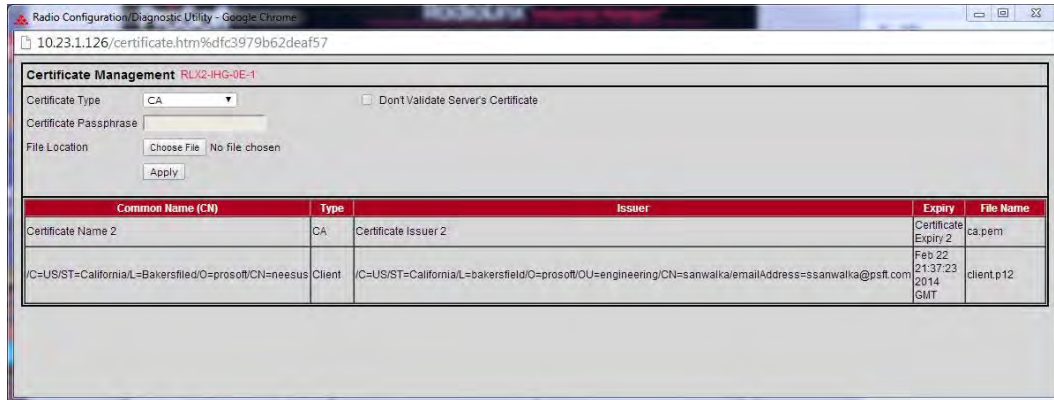 Radio Configuration/Diagnostic Utility - Google Chrome
10.23.1.126/certificate.htm%dfc3979b62deaf57
Certificate Management RLX2-IHG-0E-1
Certificate Type CA Don't Validate Server's Certificate
Certificate Passphrase
File Location Choose File No file chosen
Apply
Common Name (CN) Type Issuer Expiry File Name
Certificate Name 2 CA Certificate Issuer 2 Certificate Expiry 2 ca.pem
/C=US/ST=California/L=Bakersfiled/O=prosoft/CN=neesus Client /C=US/ST=California/L=bakersfield/O=prosoft/OU=engineering/CN=sanwalka/emailAddress=ssanwalka@psft.com Feb 22 21:37:23 2014 GMT client.p12